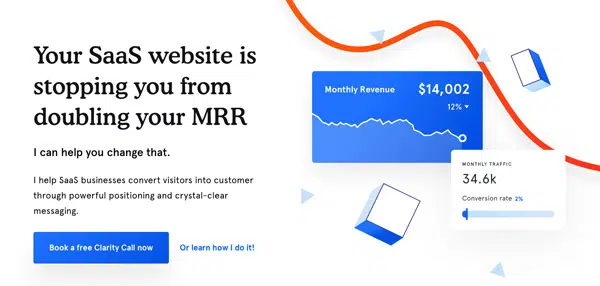 Your SaaS website is
stopping you from
doubling your MRR
I can help you change that.
I help SaaS businesses convert visitors into customer
through powerful positioning and crystal-clear
messaging.
Book a free Clarity Call now
Or learn how I do it!
Monthly Revenue
$14,002
12% ▾
MONTHLY TRAFFIC
34.6k
Conversion rate 2%